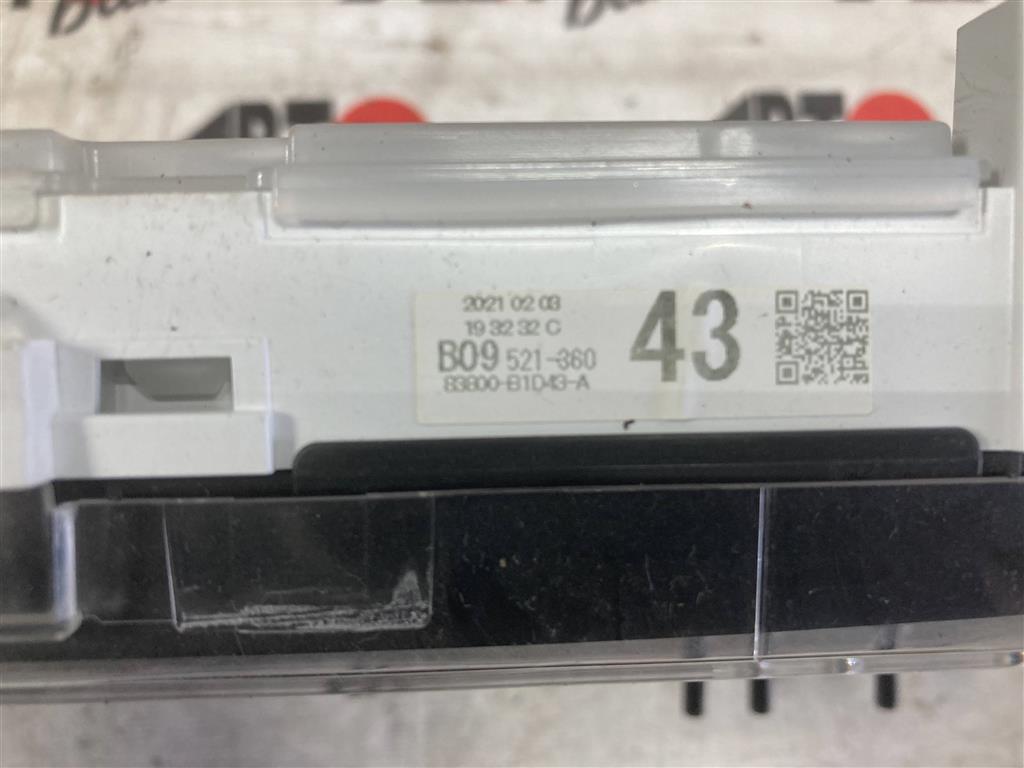 2021 02 03
19 32 32 C
B09 521-360
83800-B1D43-A
43